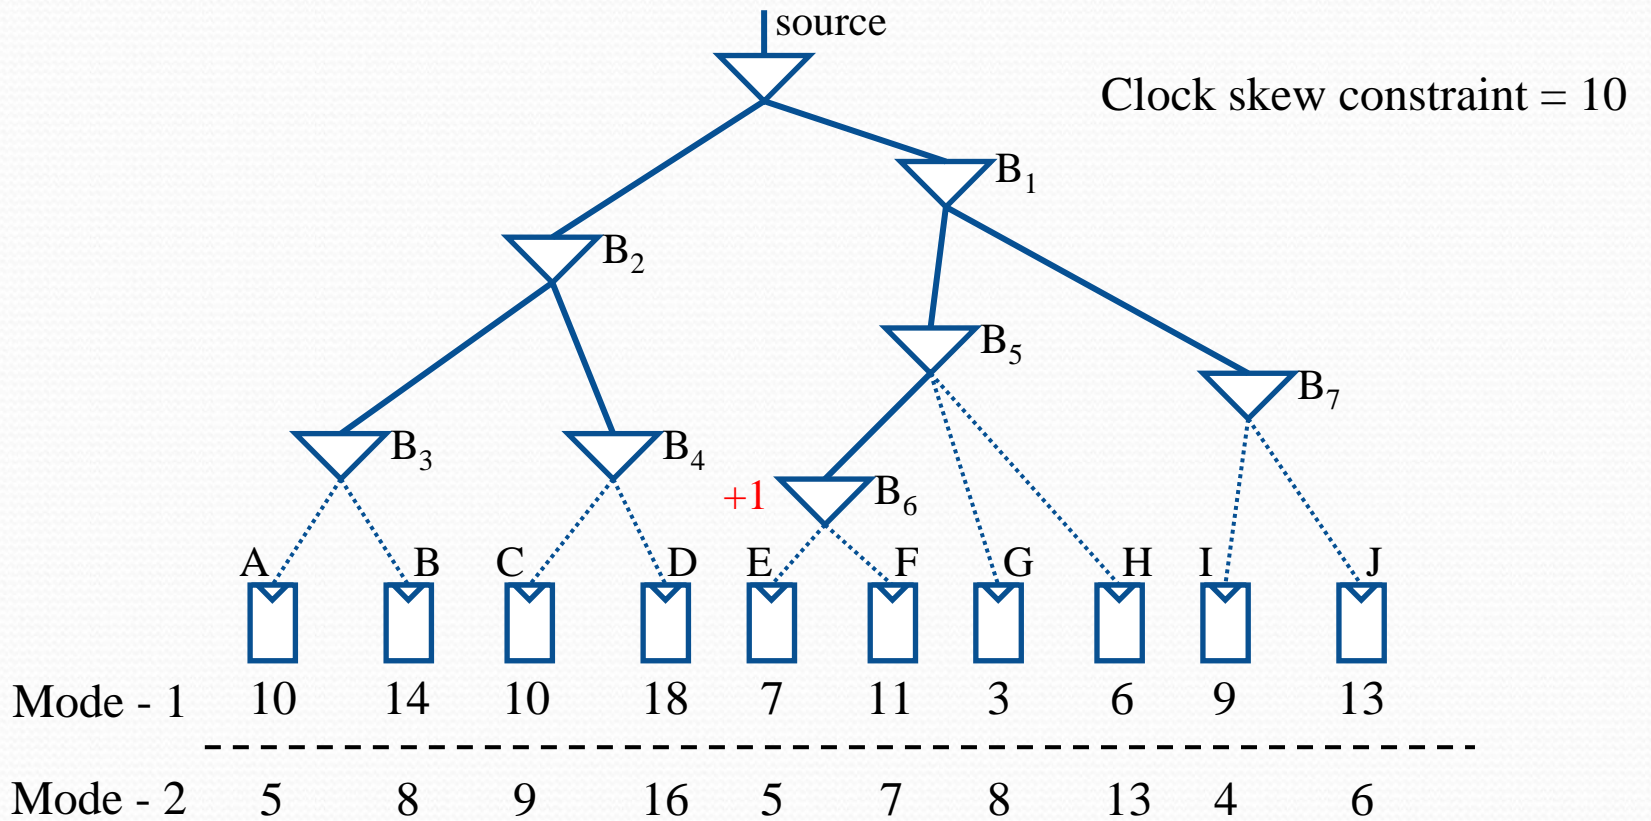 source
Clock skew constraint = 10
B1
B2
B5
B7
B3
B4
+1
B6
A B C D E F G H I J
Mode - 1 10 14 10 18 7 11 3 6 9 13
Mode - 2 5 8 9 16 5 7 8 13 4 6